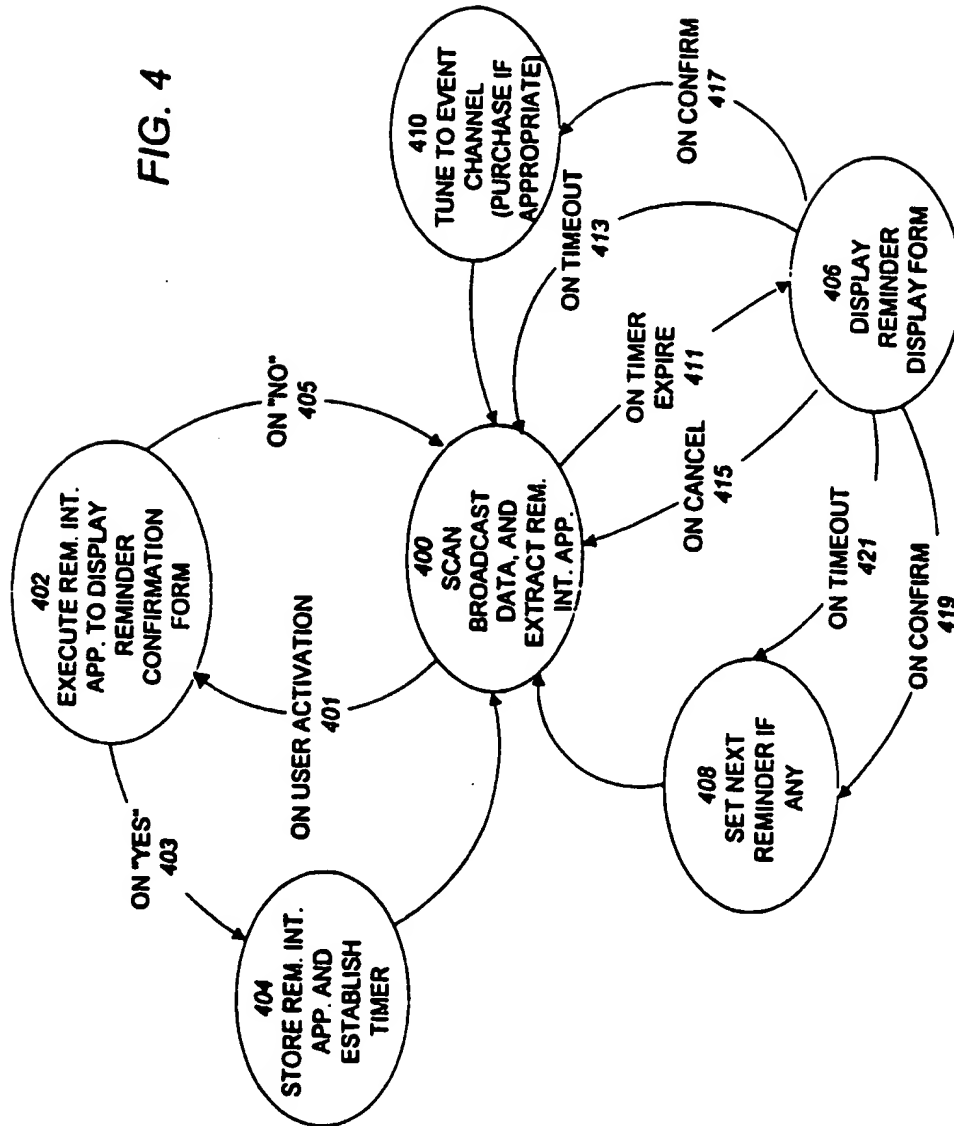 FIG. 4
402
EXECUTE REM. INT.
APP. TO DISPLAY
REMINDER
CONFIRMATION
FORM
ON "YES"
403
ON "NO"
405
ON USER ACTIVATION
401
404
STORE REM. INT.
APP. AND
ESTABLISH
TIMER
400
SCAN
BROADCAST
DATA, AND
EXTRACT REM.
INT. APP.
410
TUNE TO EVENT
CHANNEL
(PURCHASE IF
APPROPRIATE)
ON TIMEOUT
413
ON CONFIRM
417
ON TIMER
EXPIRE
411
ON CANCEL
415
406
DISPLAY
REMINDER
DISPLAY FORM
ON TIMEOUT
421
ON CONFIRM
419
408
SET NEXT
REMINDER IF
ANY